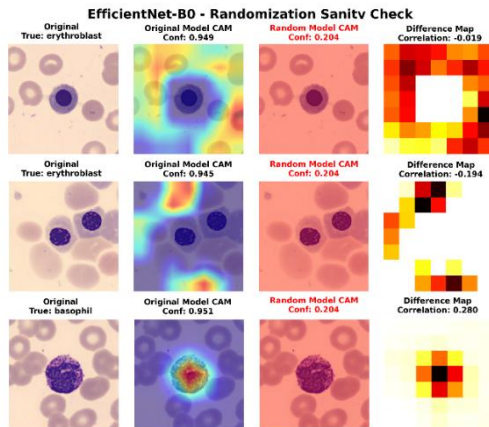 EfficientNet-B0 - Randomization Sanity Check
Original
True: erythroblast
Original Model CAM
Conf: 0.949
Random Model CAM
Conf: 0.204
Difference Map
Correlation: -0.019
Original
True: erythroblast
Original Model CAM
Conf: 0.945
Random Model CAM
Conf: 0.204
Difference Map
Correlation: -0.194
Original
True: basophil
Original Model CAM
Conf: 0.951
Random Model CAM
Conf: 0.204
Difference Map
Correlation: 0.280